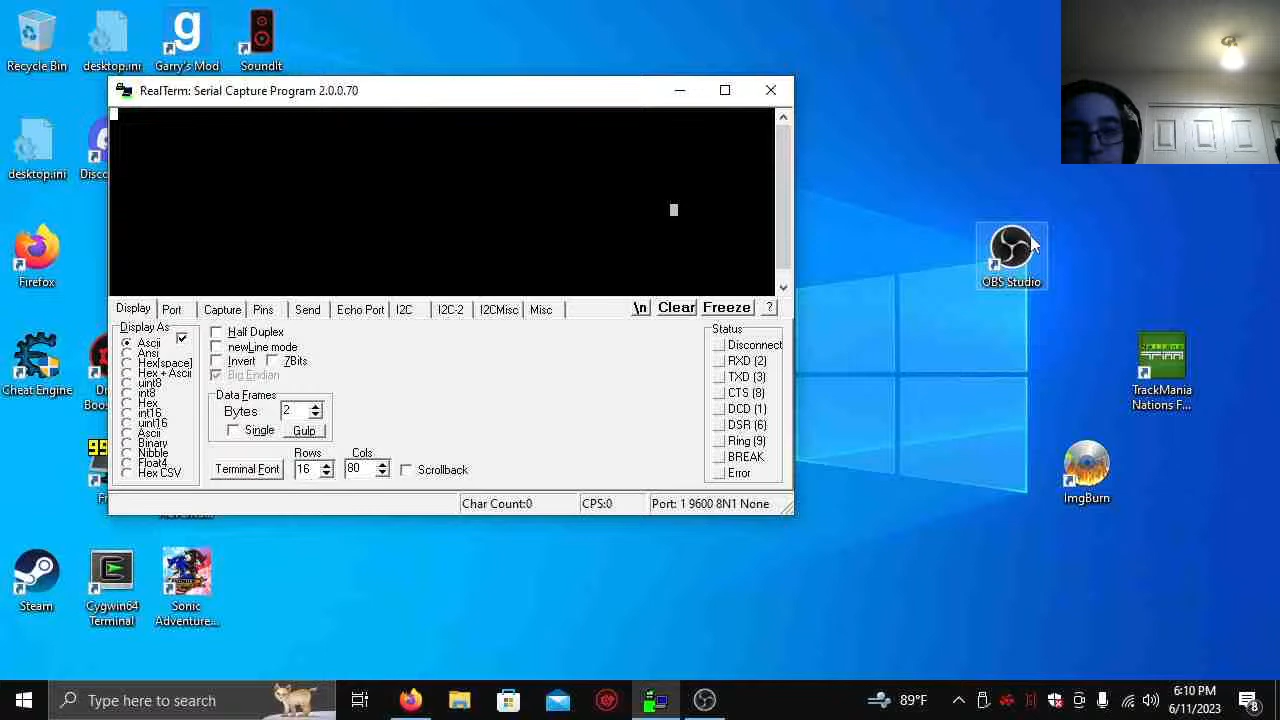 Recycle Bin
desktop.ini
Garry's Mod
SoundIt
RealTerm: Serial Capture Program 2.0.0.70
desktop.ini
Disco...
Firefox
OBS Studio
Cheat Engine
TrackMania
Nations F...
ImgBurn
Steam
Cygwin64
Terminal
Sonic
Adventure...
Display
Port
Capture
Pins
Send
Echo Port
I2C
I2C-2
I2CMisc
Misc
\n
Clear
Freeze
?
Display As
Ascii
Ansi
Hex[space]
Hex + Ascii
uint8
int8
Hex
int16
uint16
Ascii
Binary
Nibble
Float4
Hex CSV
Half Duplex
newLine mode
Invert
7Bits
Big Endian
Data Frames
Bytes
2
Single
Gulp
Rows
Cols
Terminal Font
16
80
Scrollback
Status
Disconnect
RXD (2)
TXD (3)
CTS (8)
DCD (1)
DSR (6)
Ring (9)
BREAK
Error
Char Count:0
CPS:0
Port: 1 9600 8N1 None
Type here to search
89°F
6:10 PM
6/11/2023
8